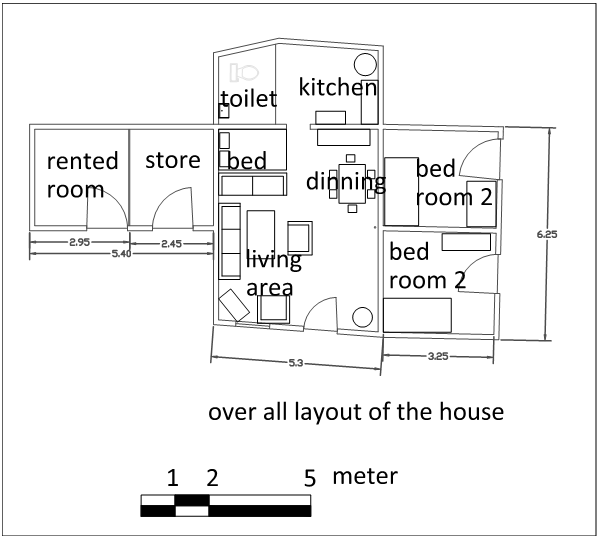 kitchen
toilet
rented
room
store
bed
dinning
bed
room 2
living
area
bed
room 2
2.95
2.45
5.40
6.25
5.3
3.25
over all layout of the house
1 2 5 meter